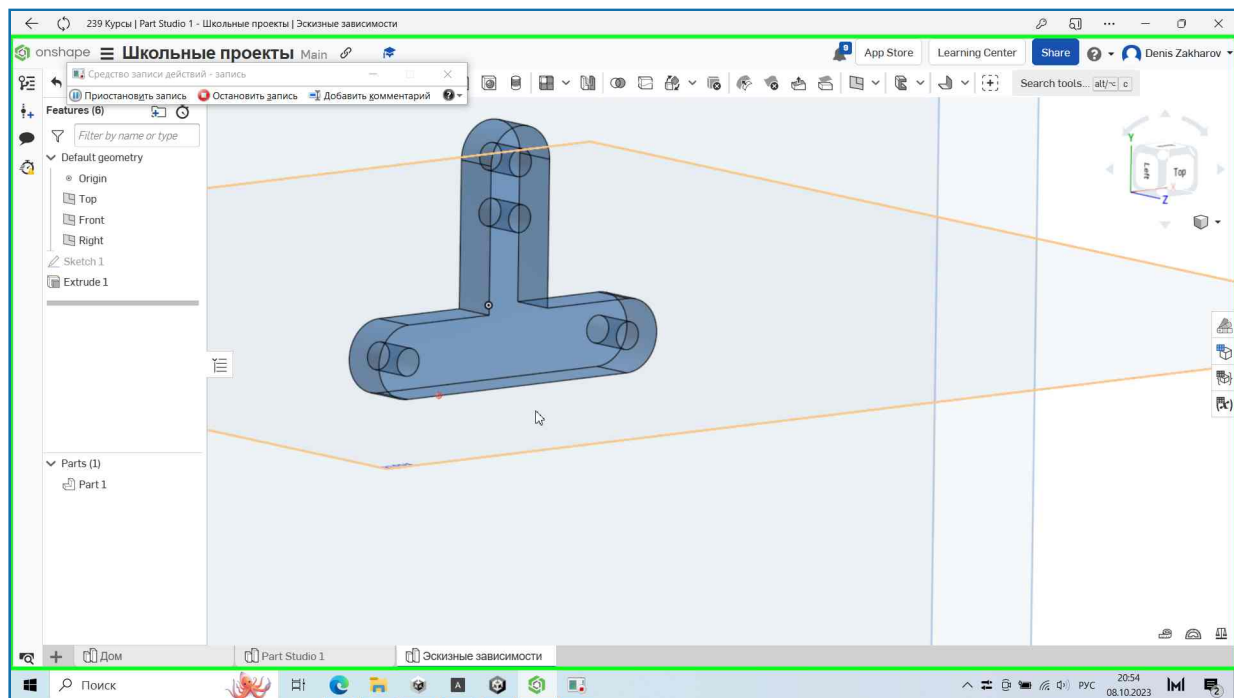 239 Курсы | Part Studio 1 - Школьные проекты | Эскизные зависимости
onshape Школьные проекты Main
9
App Store
Learning Center
Share
Denis Zakharov
Средство записи действий - запись
Приостановить запись Остановить запись Добавить комментарий
Search tools... alt/⌥ c
Features (6)
Filter by name or type
Default geometry
Origin
Top
Front
Right
Sketch 1
Extrude 1
Y
Left
Top
X
Z
Parts (1)
Part 1
(x)
Дом
Part Studio 1
Эскизные зависимости
Поиск
РУС
20:54
08.10.2023
2